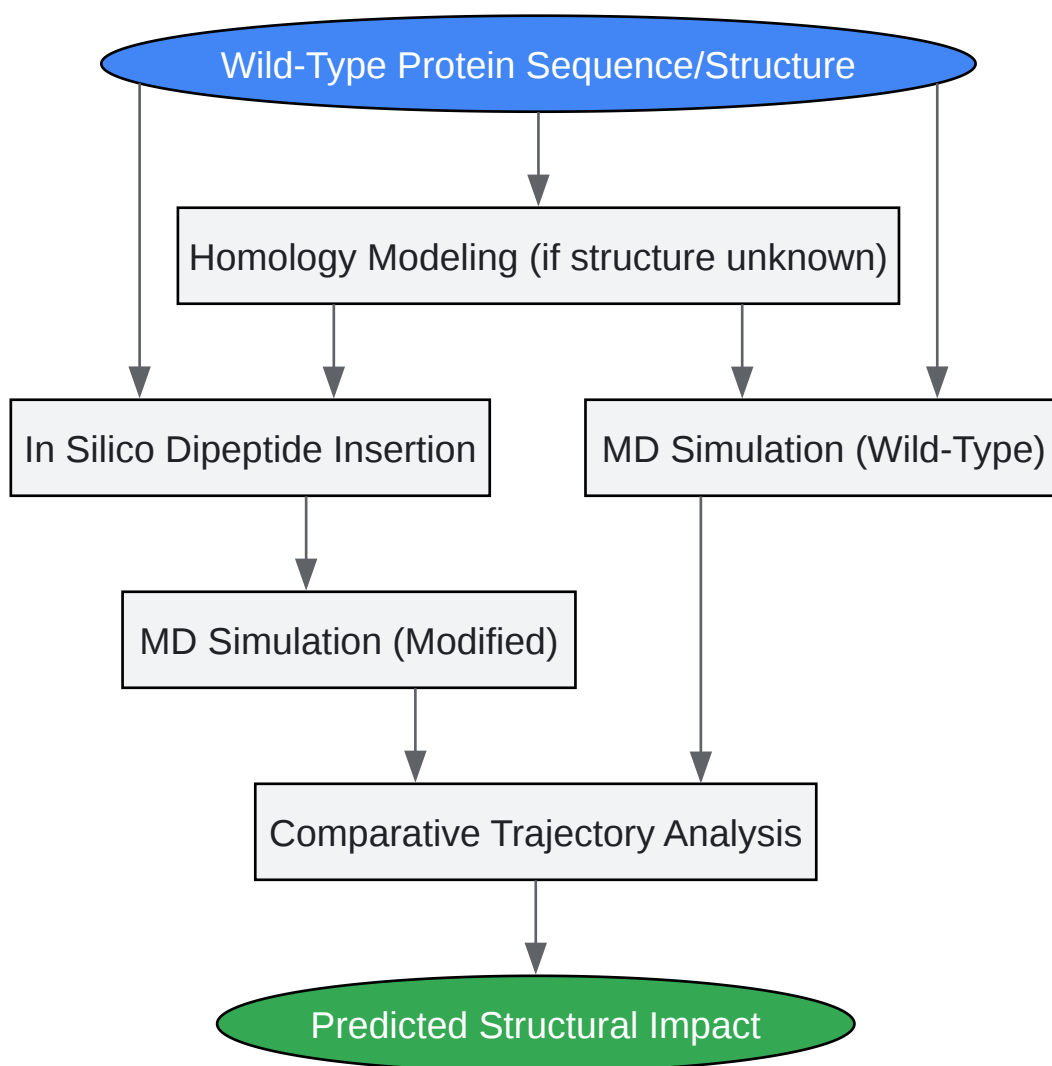 Wild-Type Protein Sequence/Structure
Homology Modeling (if structure unknown)
In Silico Dipeptide Insertion
MD Simulation (Wild-Type)
MD Simulation (Modified)
Comparative Trajectory Analysis
Predicted Structural Impact